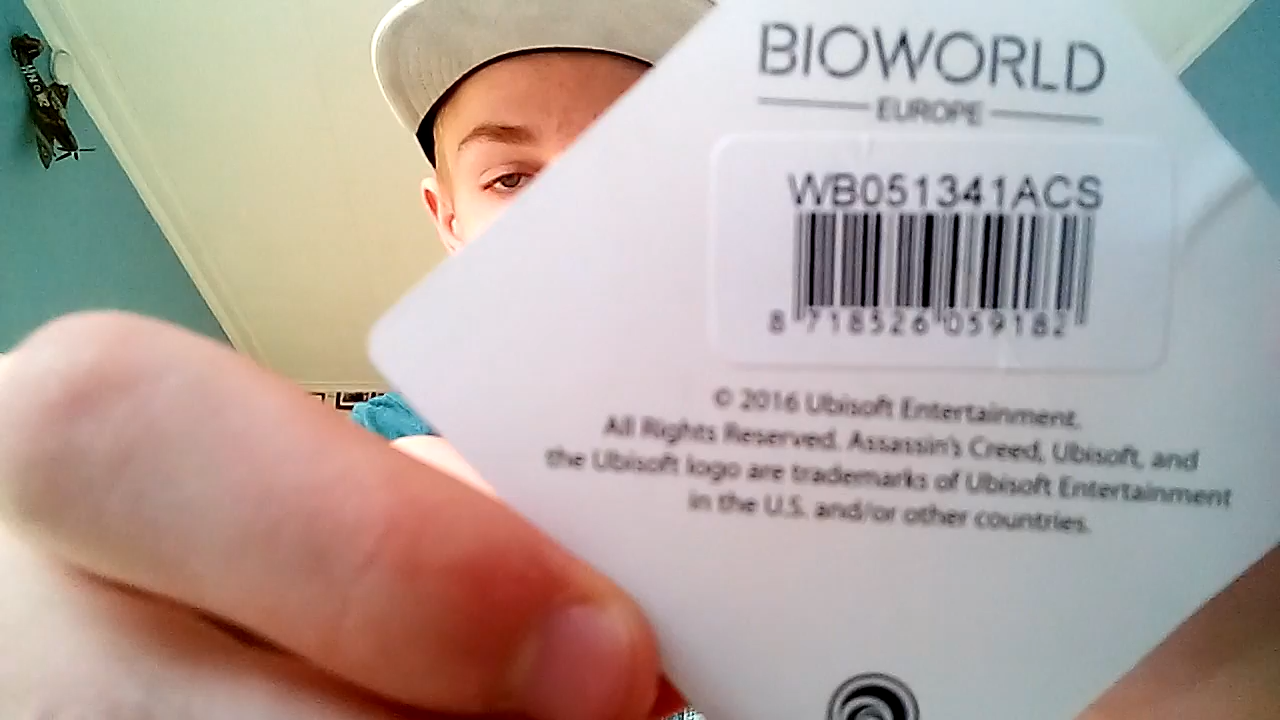 BIOWORLD
EUROPE
WB051341ACS
8 718526 059182
© 2016 Ubisoft Entertainment.
All Rights Reserved. Assassin's Creed, Ubisoft, and
the Ubisoft logo are trademarks of Ubisoft Entertainment
in the U.S. and/or other countries.